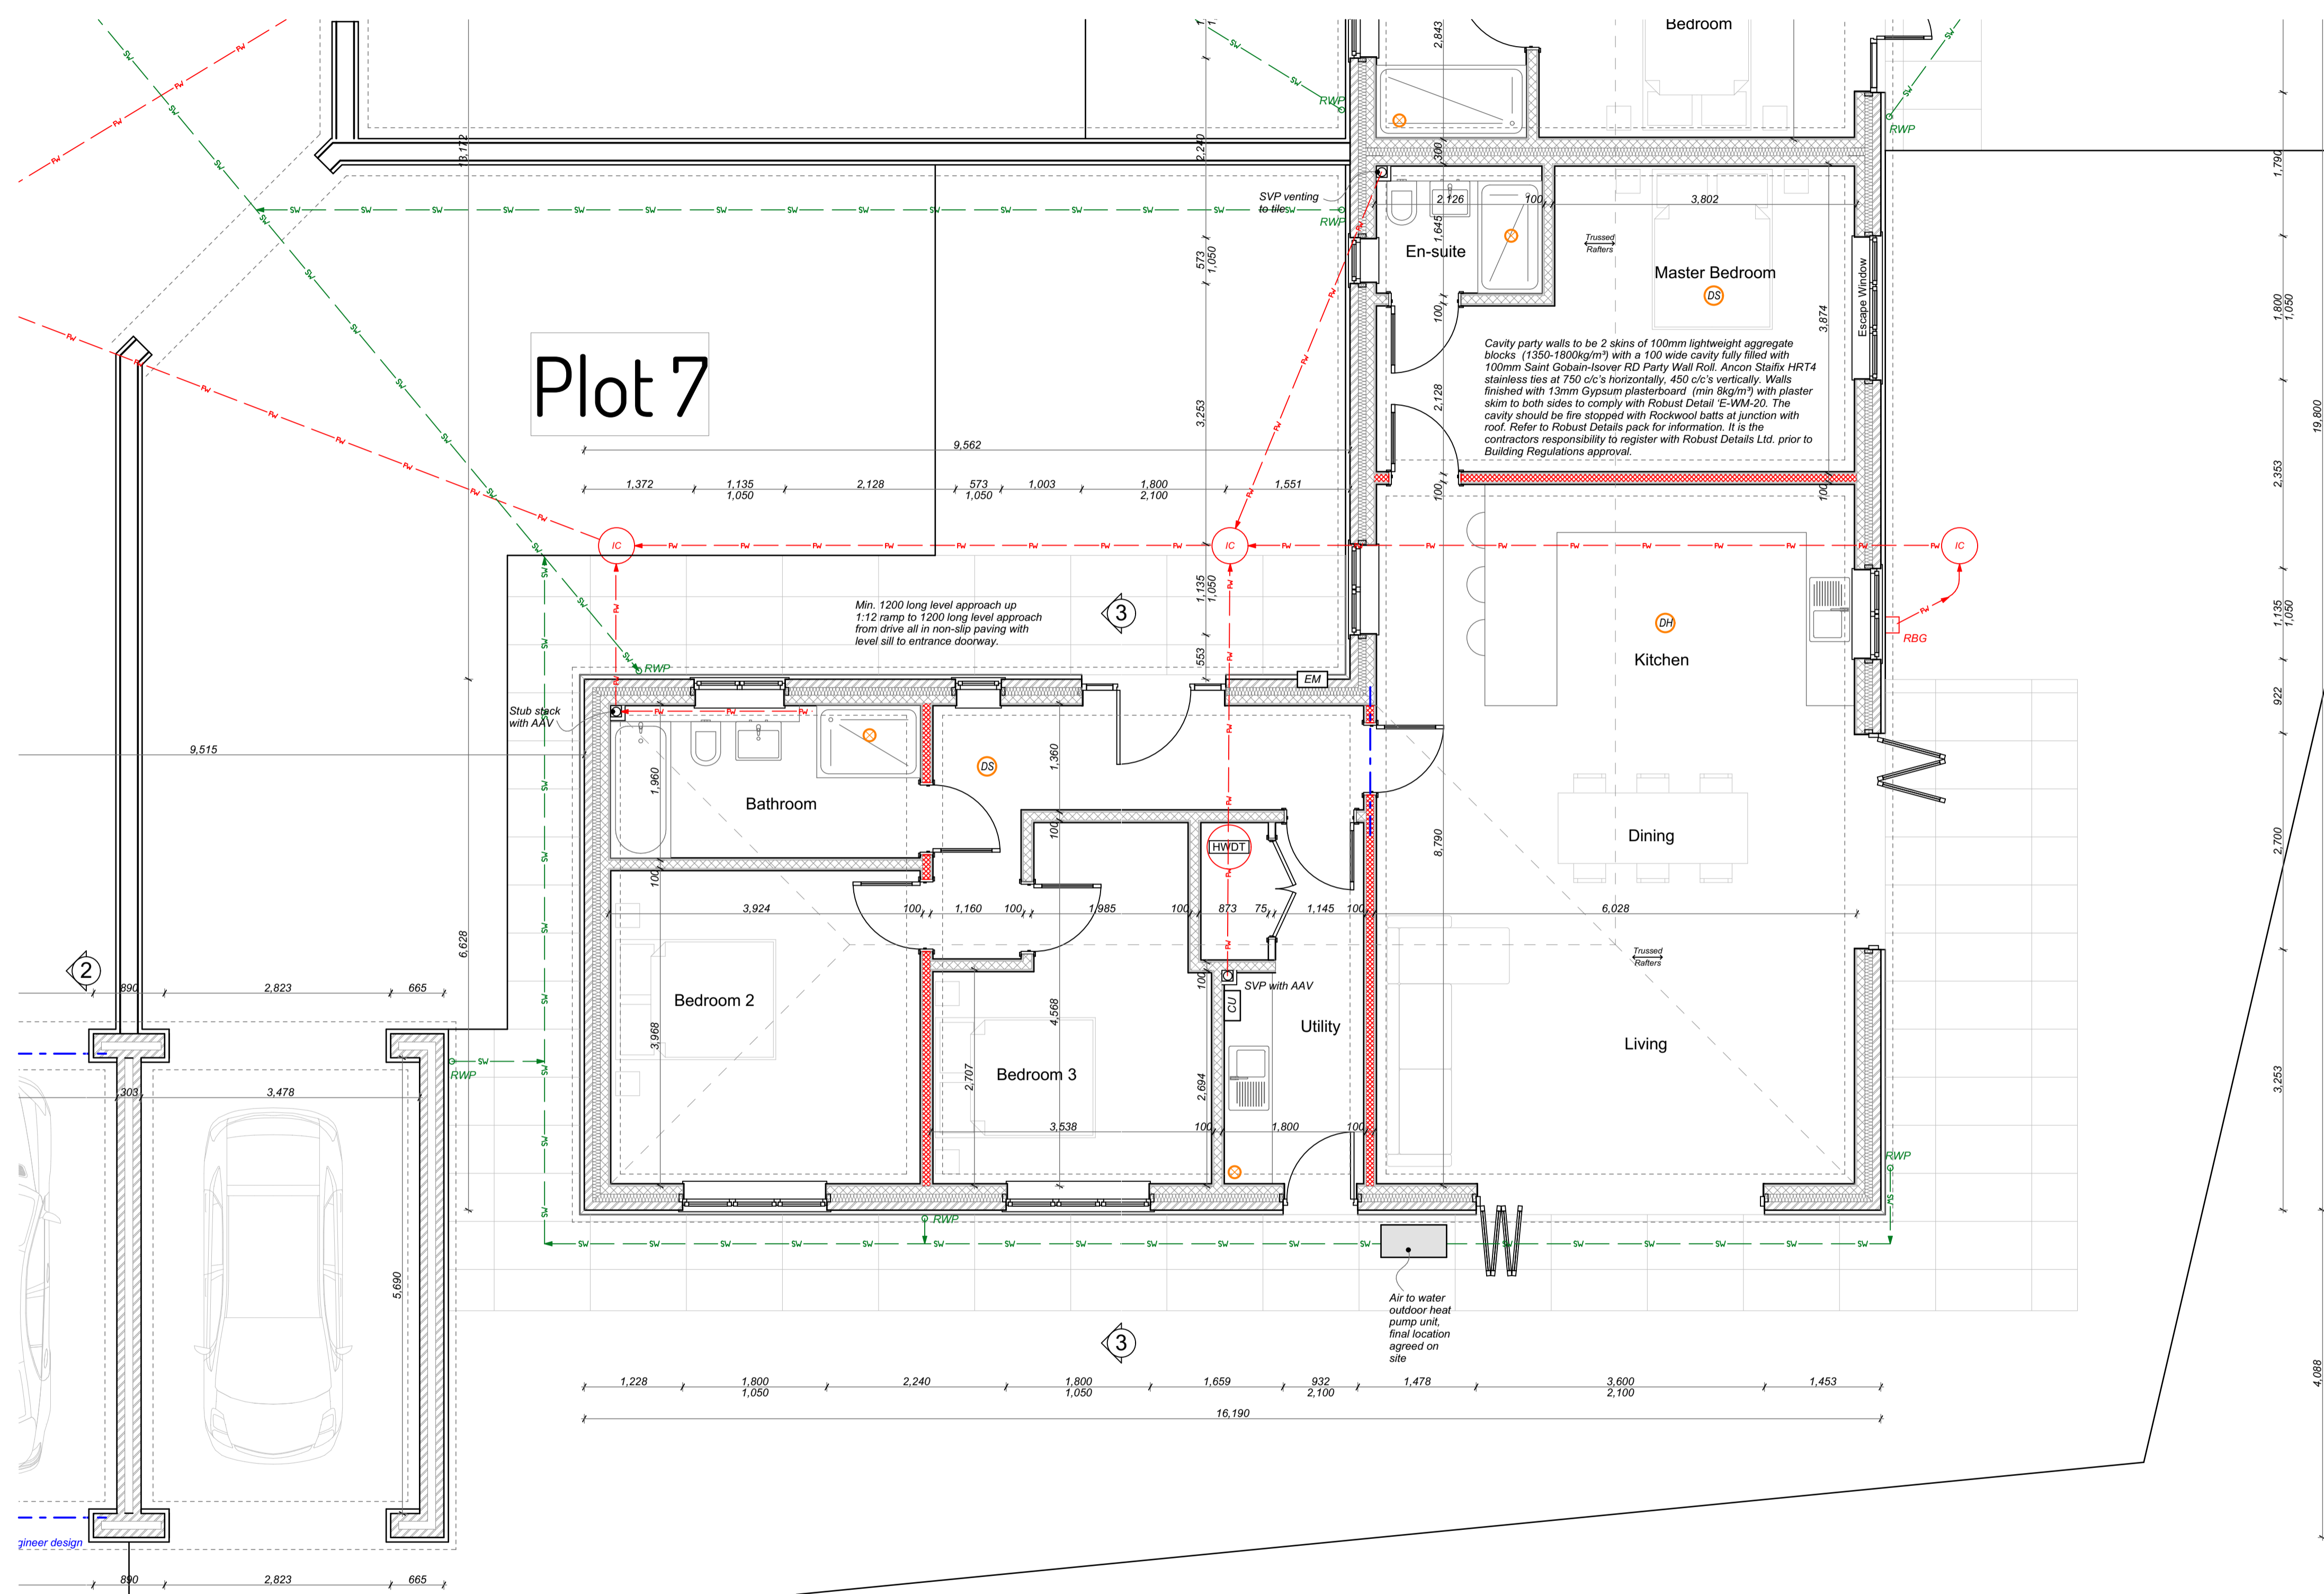 Bedroom
2,843
RWP
RWP
13,172
2,240
300
1,790
SVP venting
to tile
RWP
2,126
100
3,802
1,645
En-suite
Trussed
Rafters
Master Bedroom
DS
Escape Window
573
1,050
1,800
1,050
100
3,874
Plot 7
Cavity party walls to be 2 skins of 100mm lightweight aggregate
blocks (1350-1800kg/m³) with a 100 wide cavity fully filled with
100mm Saint Gobain-Isover RD Party Wall Roll. Ancon Staifix HRT4
stainless ties at 750 c/c's horizontally, 450 c/c's vertically. Walls
finished with 13mm Gypsum plasterboard (min 8kg/m³) with plaster
skim to both sides to comply with Robust Detail 'E-WM-20. The
cavity should be fire stopped with Rockwool batts at junction with
roof. Refer to Robust Details pack for information. It is the
contractors responsibility to register with Robust Details Ltd. prior to
Building Regulations approval.
2,128
3,253
19,800
9,562
2,353
1,372
1,135
1,050
2,128
573
1,050
1,003
1,800
2,100
1,551
100
100
IC
IC
IC
Min. 1200 long level approach up
1:12 ramp to 1200 long level approach
from drive all in non-slip paving with
level sill to entrance doorway.
3
1,135
1,050
1,135
1,050
DH
RBG
Kitchen
553
RWP
EM
922
Stub stack
with AAV
9,515
1,960
1,360
DS
Bathroom
100
HWDT
Dining
8,790
2,700
100
3,924
100
1,160
100
1,985
100
873
75
1,145
100
6,028
6,628
Trussed
Rafters
2
890
2,823
665
100
SVP with AAV
CU
Bedroom 2
4,568
Utility
3,968
Living
RWP
Bedroom 3
2,707
2,694
3,253
303
3,478
3,538
100
1,800
100
RWP
RWP
SW
FW
5,690
Air to water
outdoor heat
pump unit,
final location
agreed on
site
3
1,228
1,800
1,050
2,240
1,800
1,050
1,659
932
2,100
1,478
3,600
2,100
1,453
4,088
16,190
gineer design
890
2,823
665